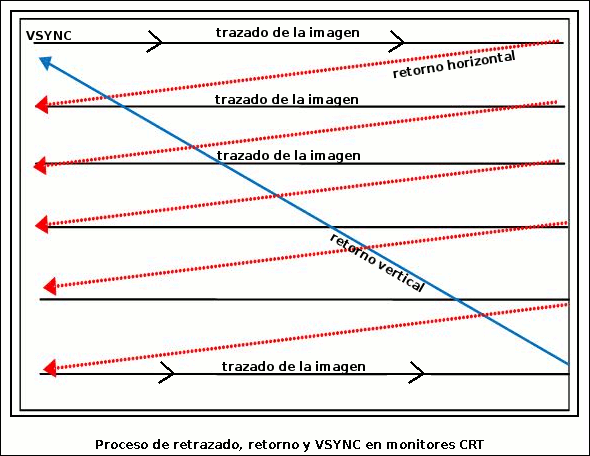 VSYNC
trazado de la imagen
retorno horizontal
trazado de la imagen
trazado de la imagen
retorno vertical
trazado de la imagen
Proceso de retrazado, retorno y VSYNC en monitores CRT